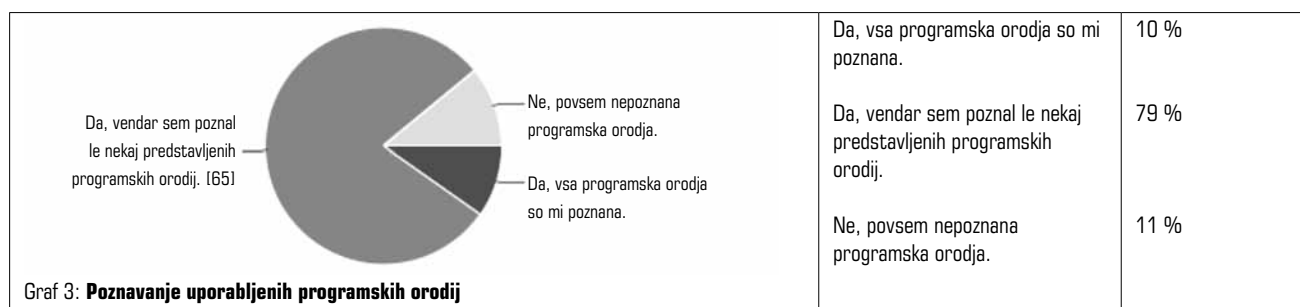 Da, vendar sem poznal
le nekaj predstavljenih
programskih orodij. [65]
Ne, povsem nepoznana
programska orodja.
Da, vsa programska orodja
so mi poznana.
Graf 3: Poznavanje uporabljenih programskih orodij
Da, vsa programska orodja so mi
poznana.
10 %
Da, vendar sem poznal le nekaj
predstavljenih programskih
orodij.
79 %
Ne, povsem nepoznana
programska orodja.
11 %